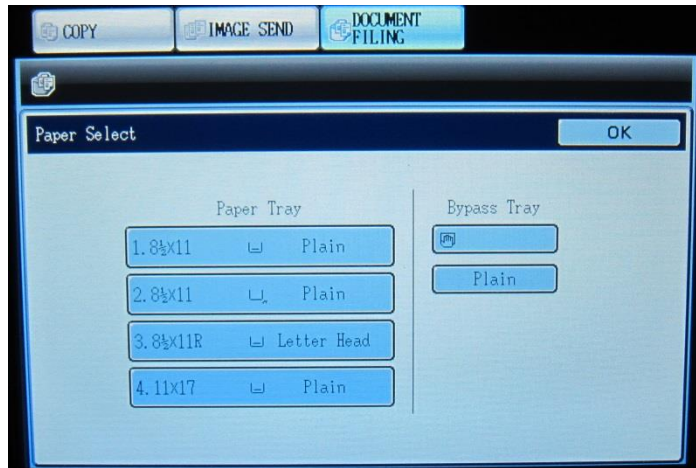 COPY
IMAGE SEND
DOCUMENT
FILING
Paper Select
OK
Paper Tray
Bypass Tray
1.8½X11 Plain
2.8½X11 Plain
Plain
3.8½X11R Letter Head
4.11X17 Plain